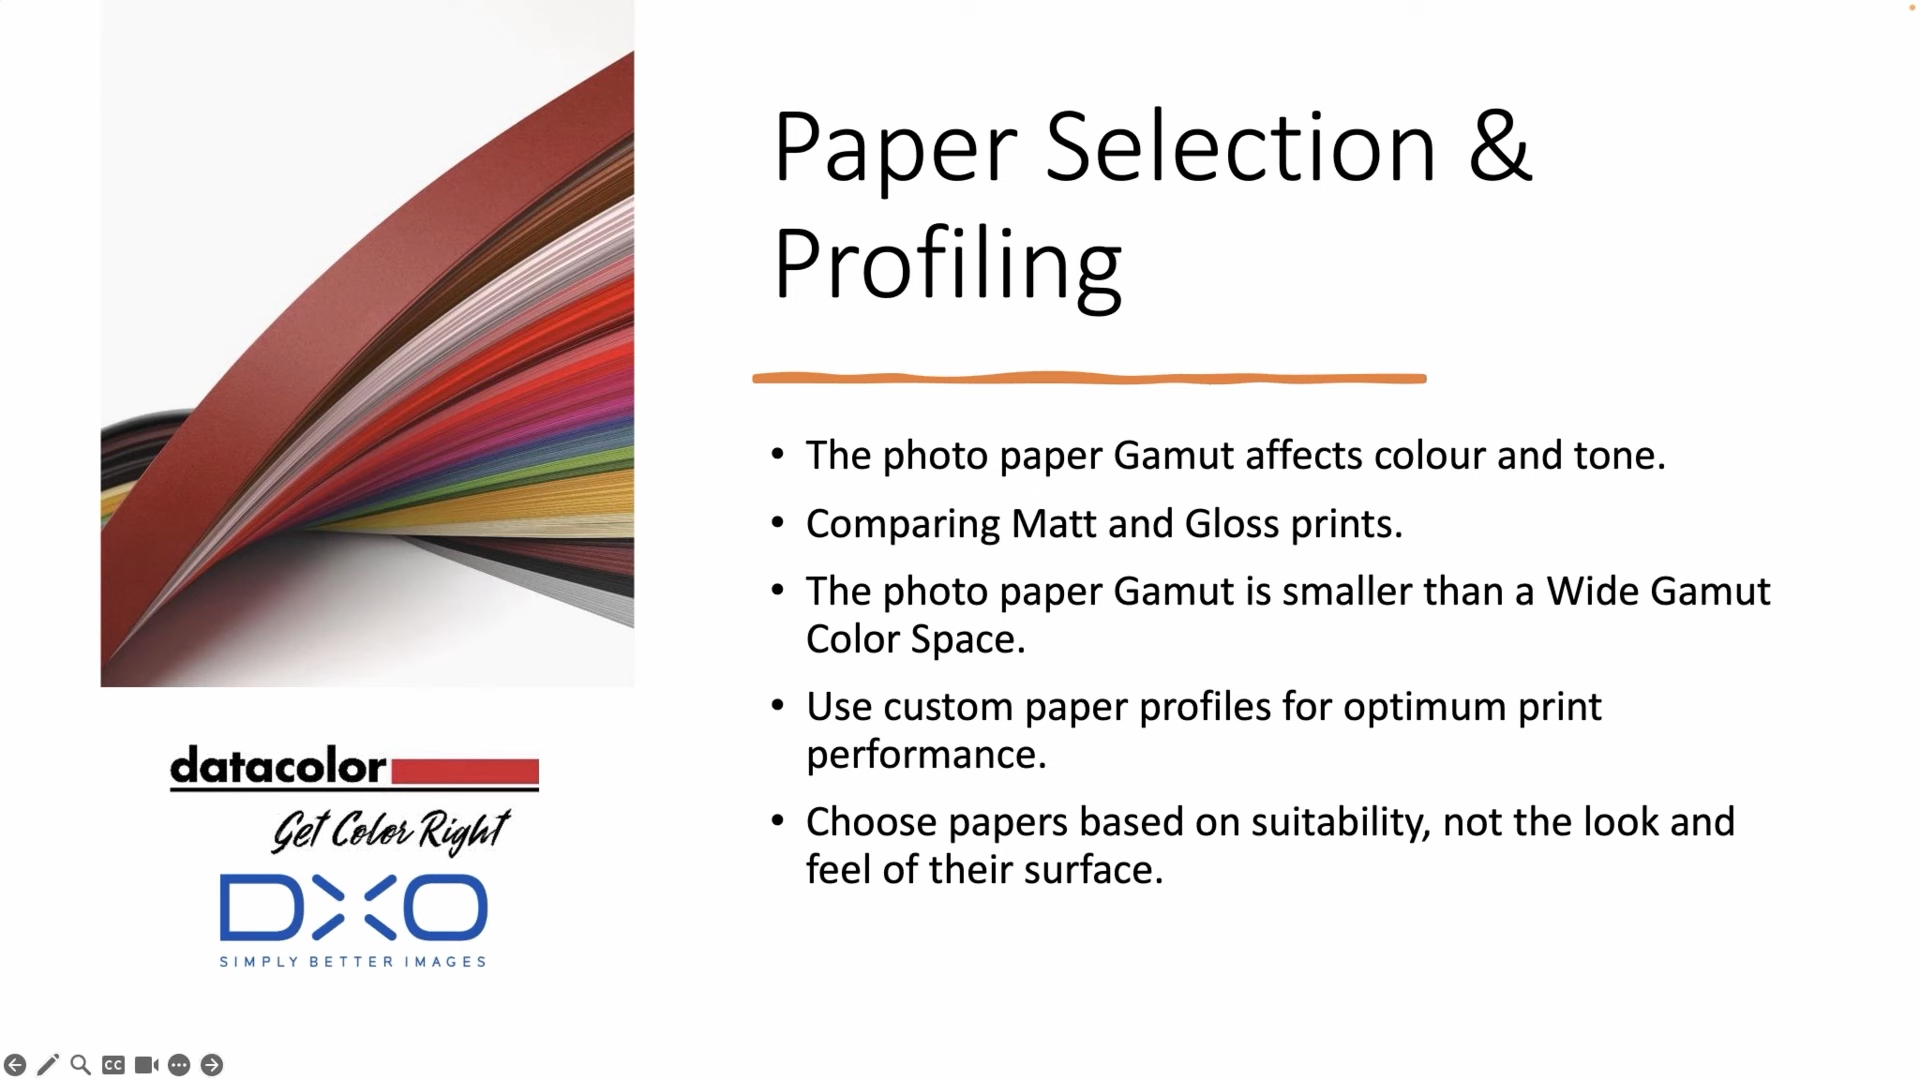 Paper Selection &
Profiling
• The photo paper Gamut affects colour and tone.
• Comparing Matt and Gloss prints.
• The photo paper Gamut is smaller than a Wide Gamut
Color Space.
• Use custom paper profiles for optimum print
performance.
• Choose papers based on suitability, not the look and
feel of their surface.
datacolor
Get Color Right
DXO
SIMPLY BETTER IMAGES
CC